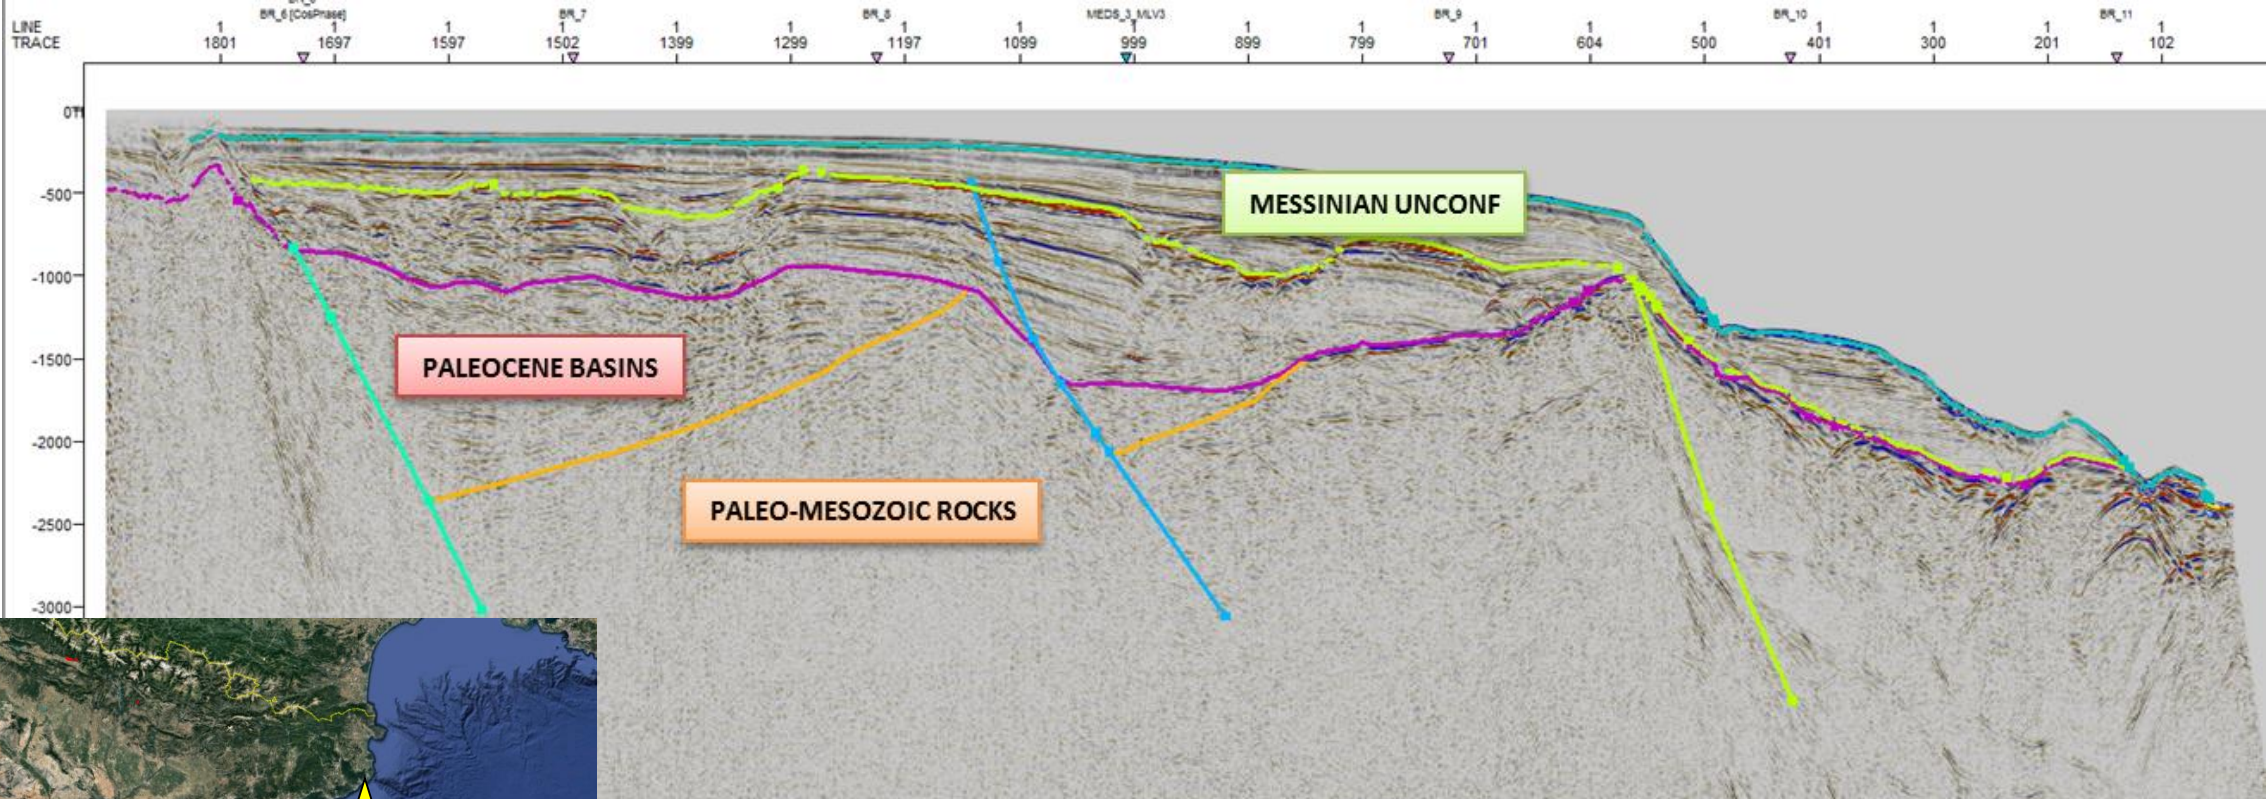 BR_6 [CosPhase] BR_7 BR_8 MEDS_3_MLV3 BR_9 BR_10 BR_11
LINE 1 1 1 1 1 1 1 1 1 1 1 1 1 1 1 1 1 1
TRACE 1801 1697 1597 1502 1399 1299 1197 1099 999 899 799 701 604 500 401 300 201 102
-500
MESSINIAN UNCONF
-1000
PALEOCENE BASINS
-1500
-2000
PALEO-MESOZOIC ROCKS
-2500
-3000